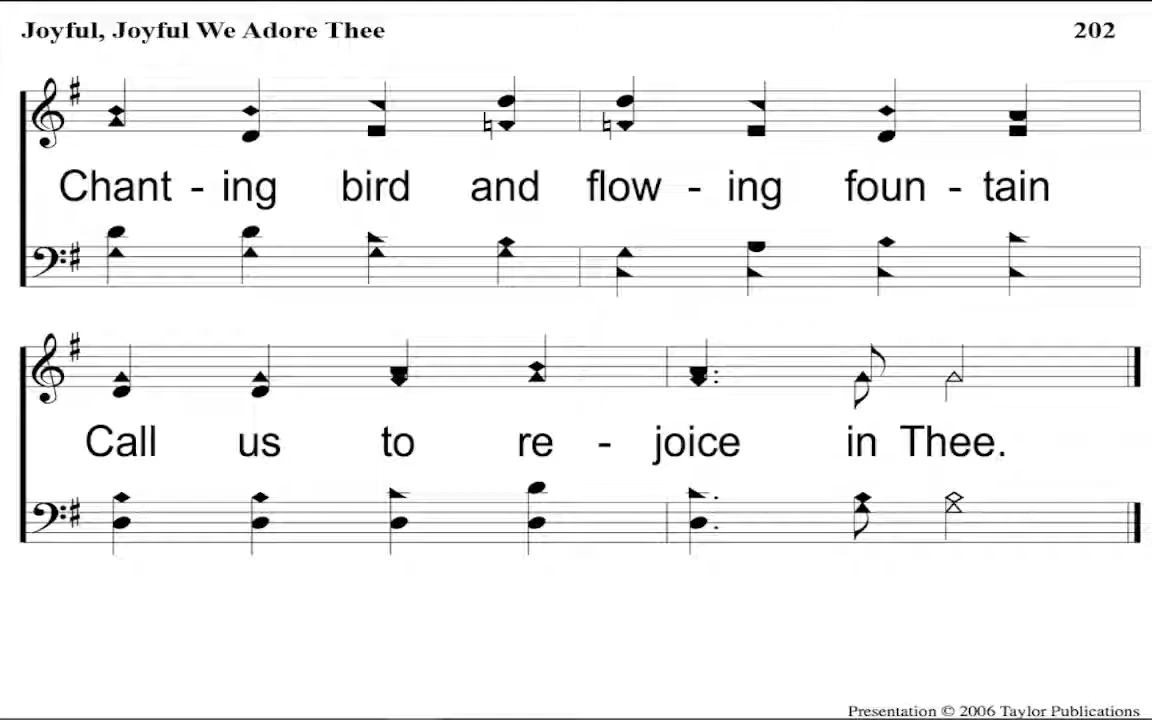 Joyful, Joyful We Adore Thee 202
Chant - ing bird and flow - ing foun - tain
Call us to re - joice in Thee.
Presentation © 2006 Taylor Publications